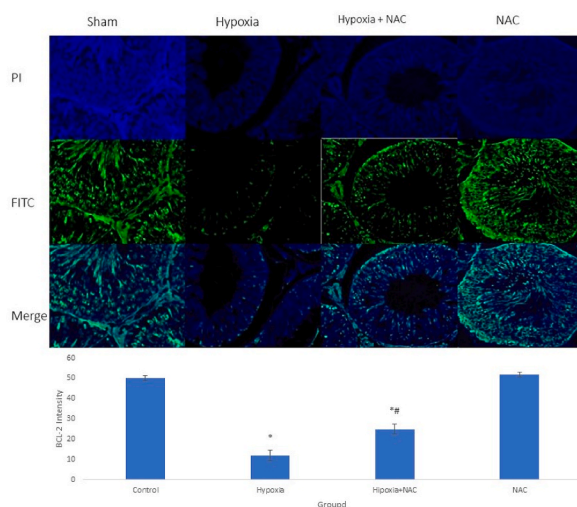 Sham Hypoxia Hypoxia + NAC NAC
PI
FITC
Merge
60
50
40
30
20
10
0
BCL-2 Intensity
*
*#
Control Hypoxia Hipoxia+NAC NAC
Groupd